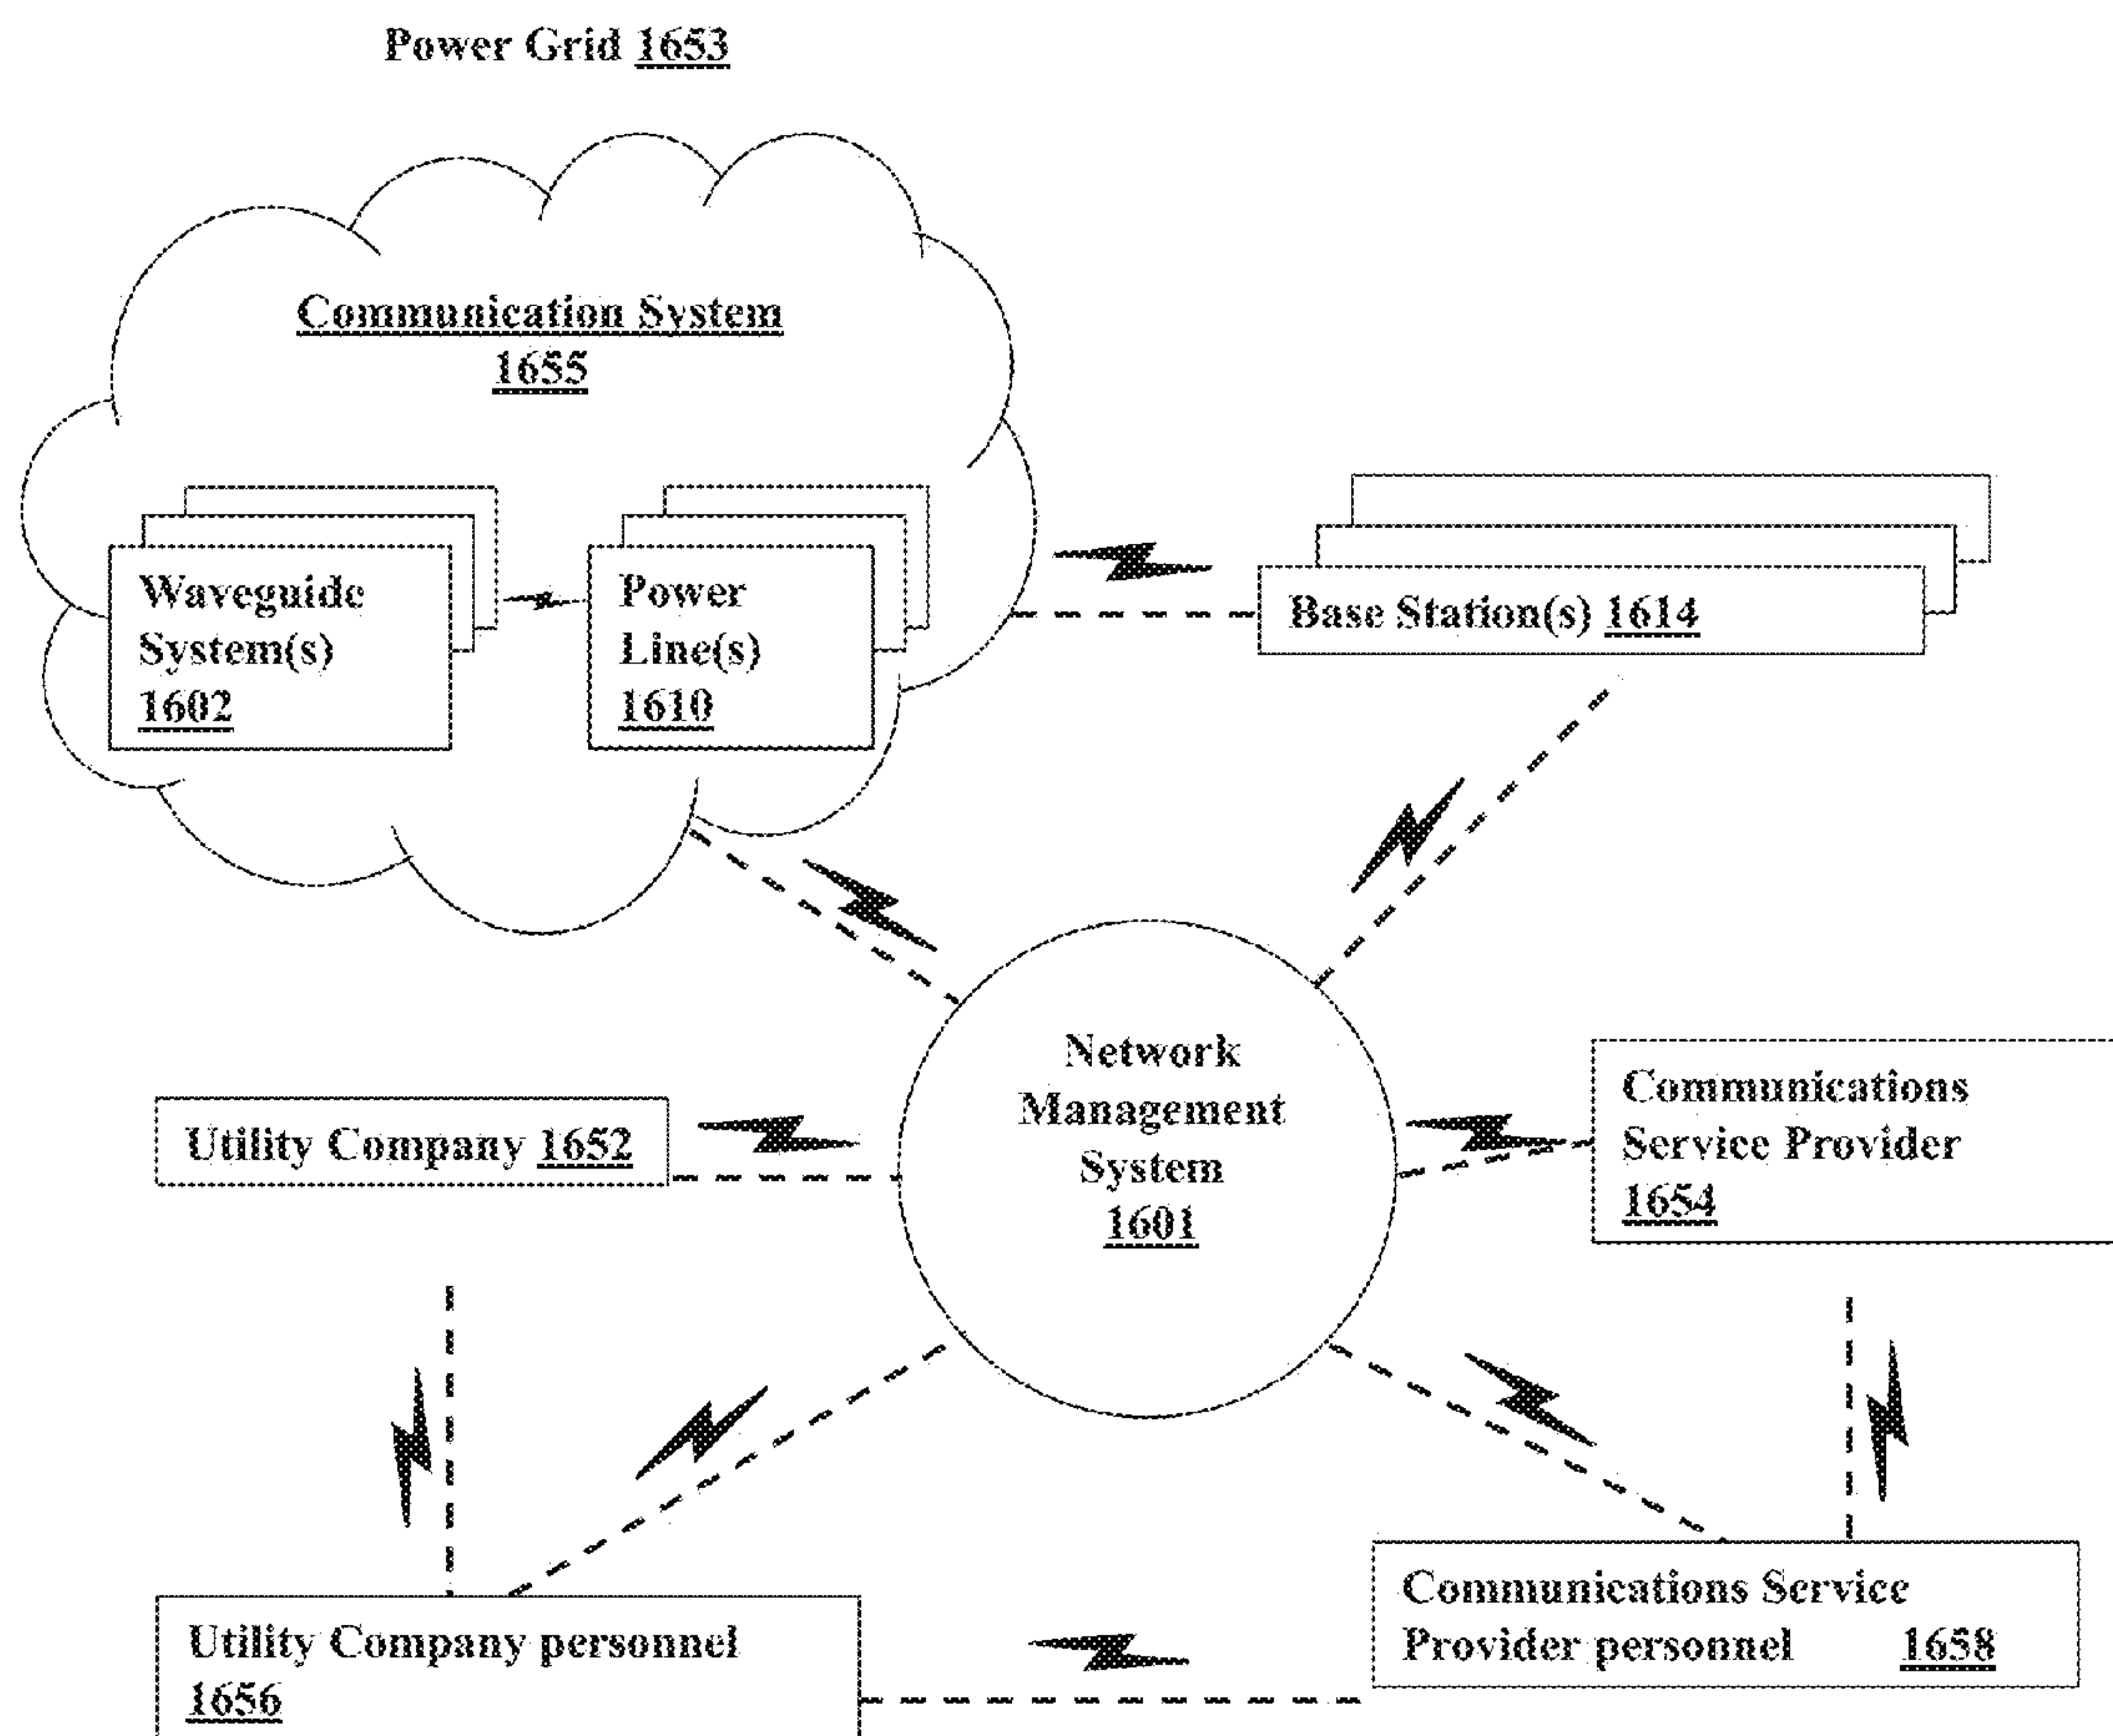 Power Grid 1653
Communication System
1655
Waveguide
System(s)
1602
Power
Line(s)
1610
Base Station(s) 1614
Network
Management
System
1601
Utility Company 1652
Communications
Service Provider
1654
Utility Company personnel
1656
Communications Service
Provider personnel 1658